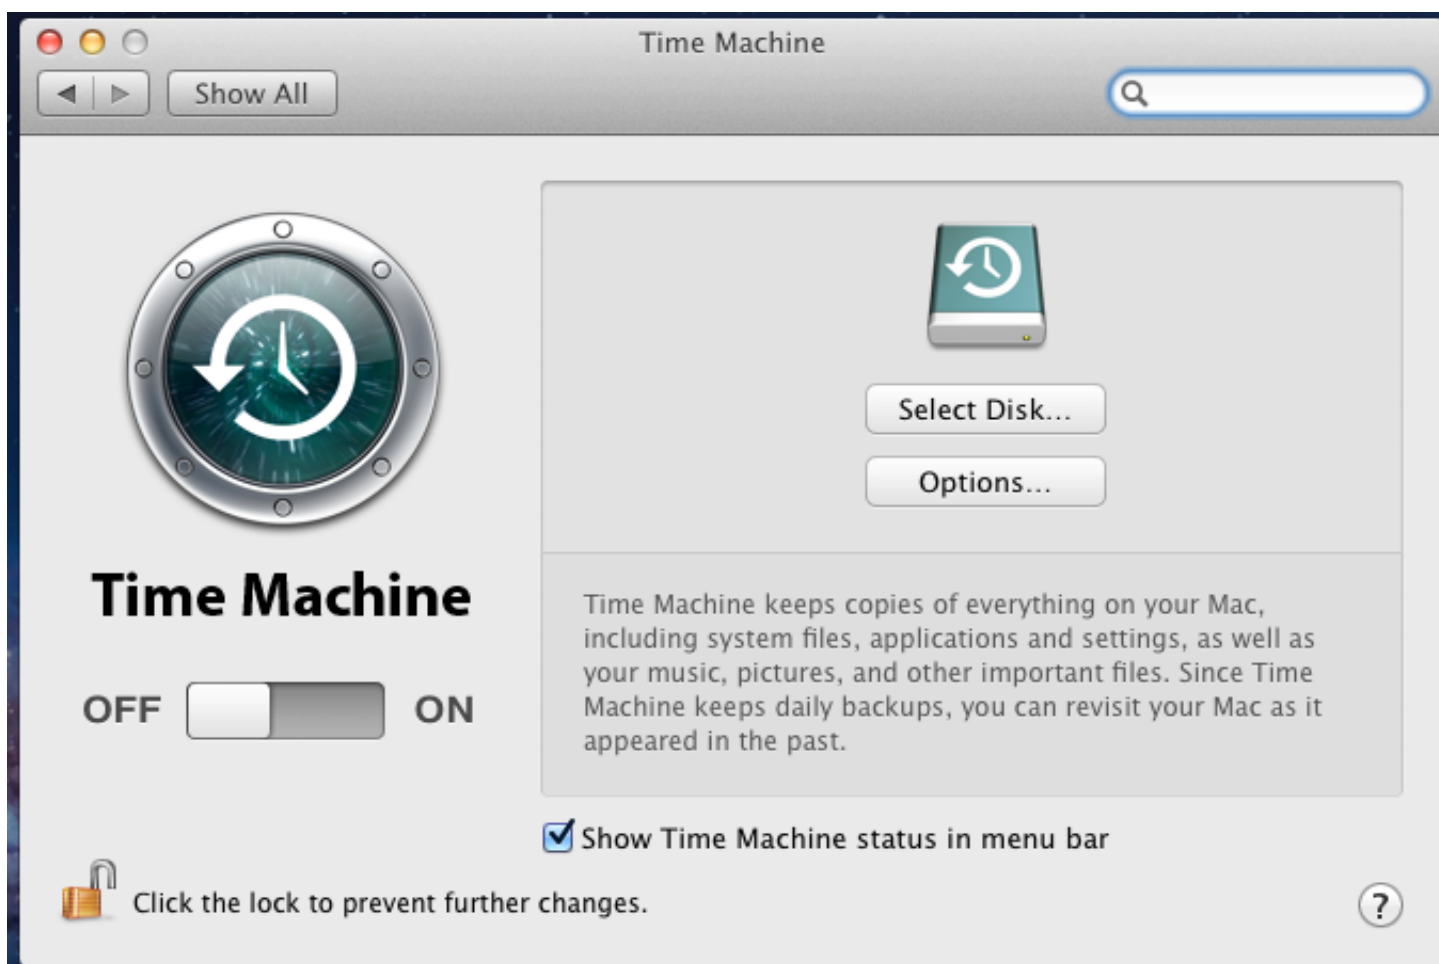 Time Machine
Show All
Select Disk...
Options...
Time Machine
Time Machine keeps copies of everything on your Mac,
including system files, applications and settings, as well as
your music, pictures, and other important files. Since Time
Machine keeps daily backups, you can revisit your Mac as it
appeared in the past.
OFF ON
Show Time Machine status in menu bar
Click the lock to prevent further changes.
?